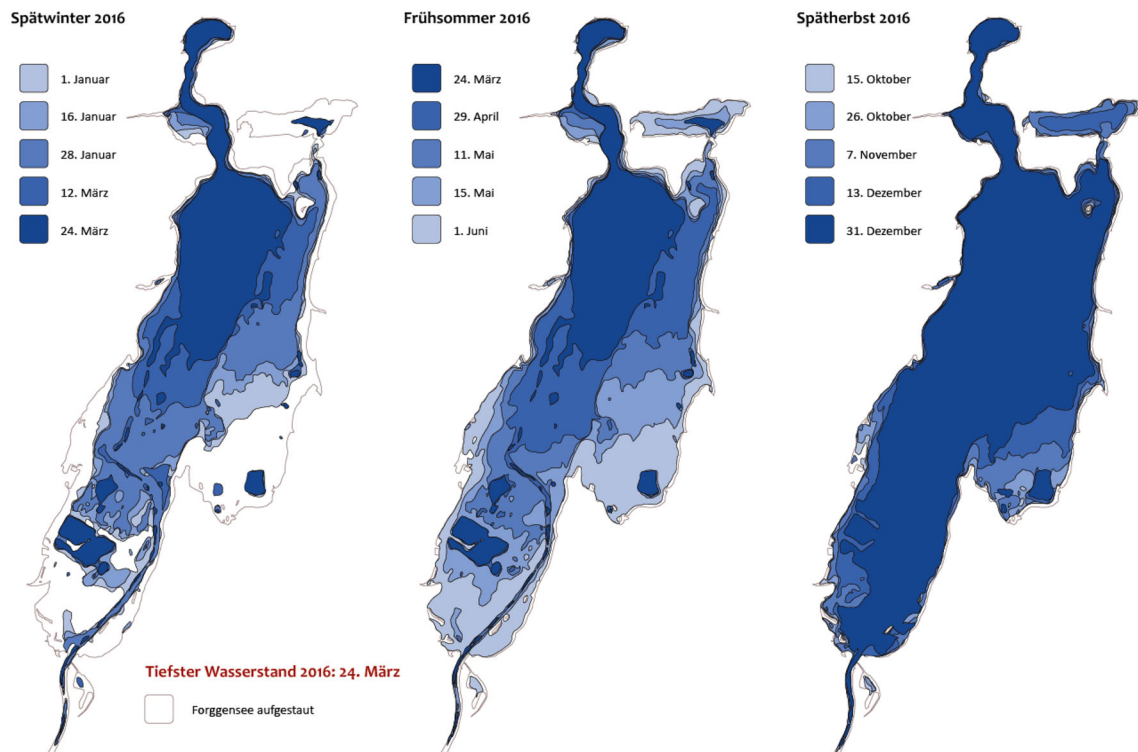 Spätwinter 2016
1. Januar
16. Januar
28. Januar
12. März
24. März
Frühsommer 2016
24. März
29. April
11. Mai
15. Mai
1. Juni
Spätherbst 2016
15. Oktober
26. Oktober
7. November
13. Dezember
31. Dezember
Tiefster Wasserstand 2016: 24. März
Forggensee aufgestaut